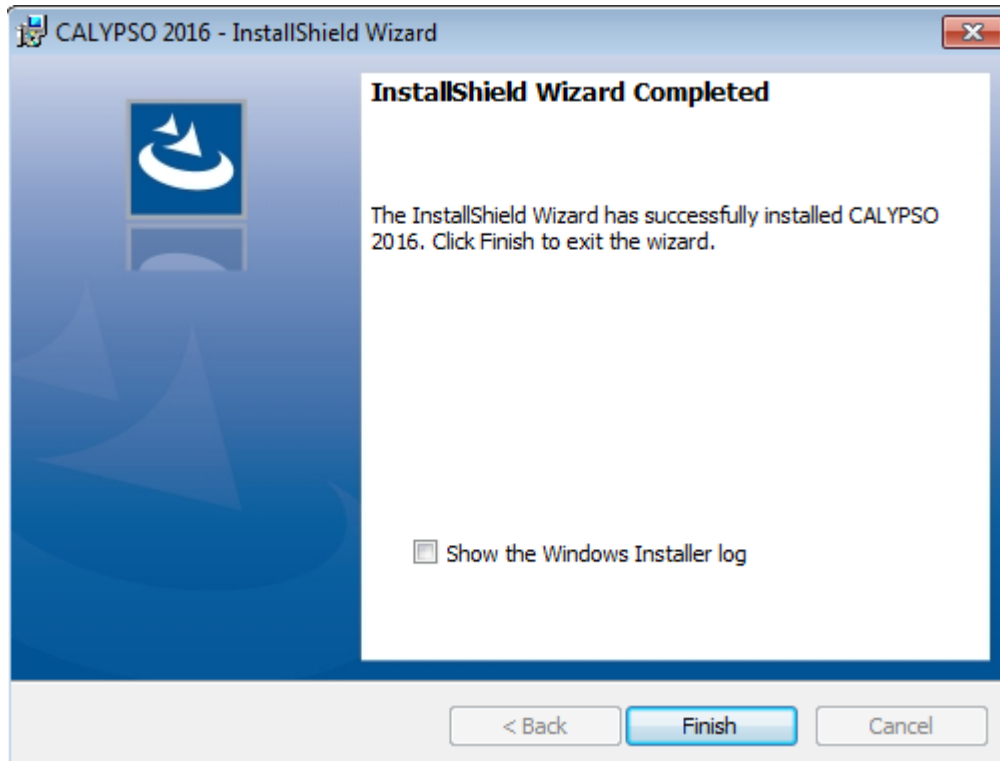 CALYPSO 2016 - InstallShield Wizard
InstallShield Wizard Completed
The InstallShield Wizard has successfully installed CALYPSO
2016. Click Finish to exit the wizard.
Show the Windows Installer log
< Back
Finish
Cancel